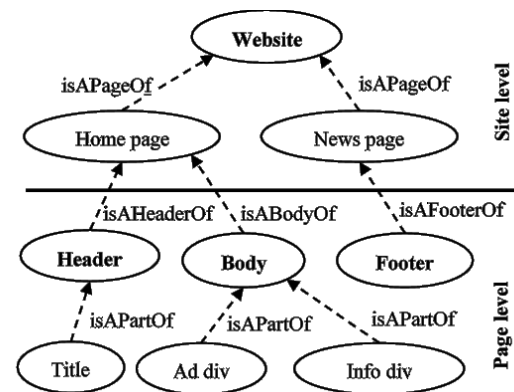 Website
isAPageOf
isAPageOf
Home page
News page
Site level
isAHeaderOf
isABodyOf
isAFooterOf
Header
Body
Footer
isAPartOf
isAPartOf
isAPartOf
Title
Ad div
Info div
Page level